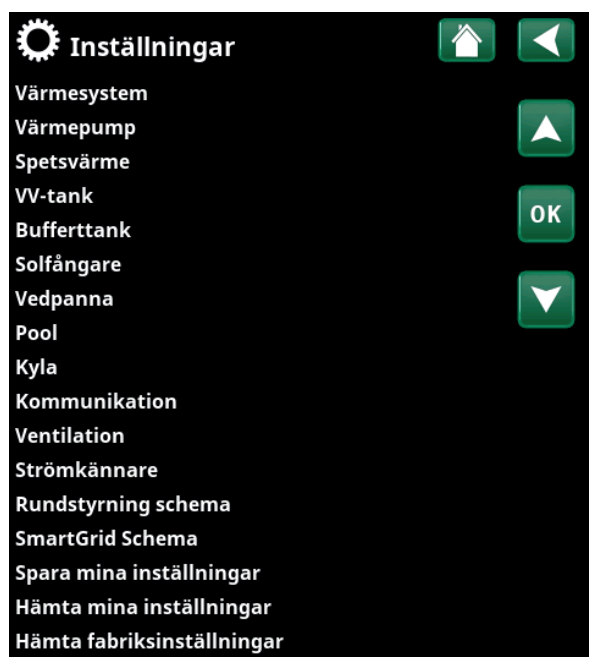 Inställningar
Värmesystem
Värmepump
Spetsvärme
VV-tank
OK
Bufferttank
Solfångare
Vedpanna
Pool
Kyla
Kommunikation
Ventilation
Strömkännare
Rundstyrning schema
SmartGrid Schema
Spara mina inställningar
Hämta mina inställningar
Hämta fabriksinställningar